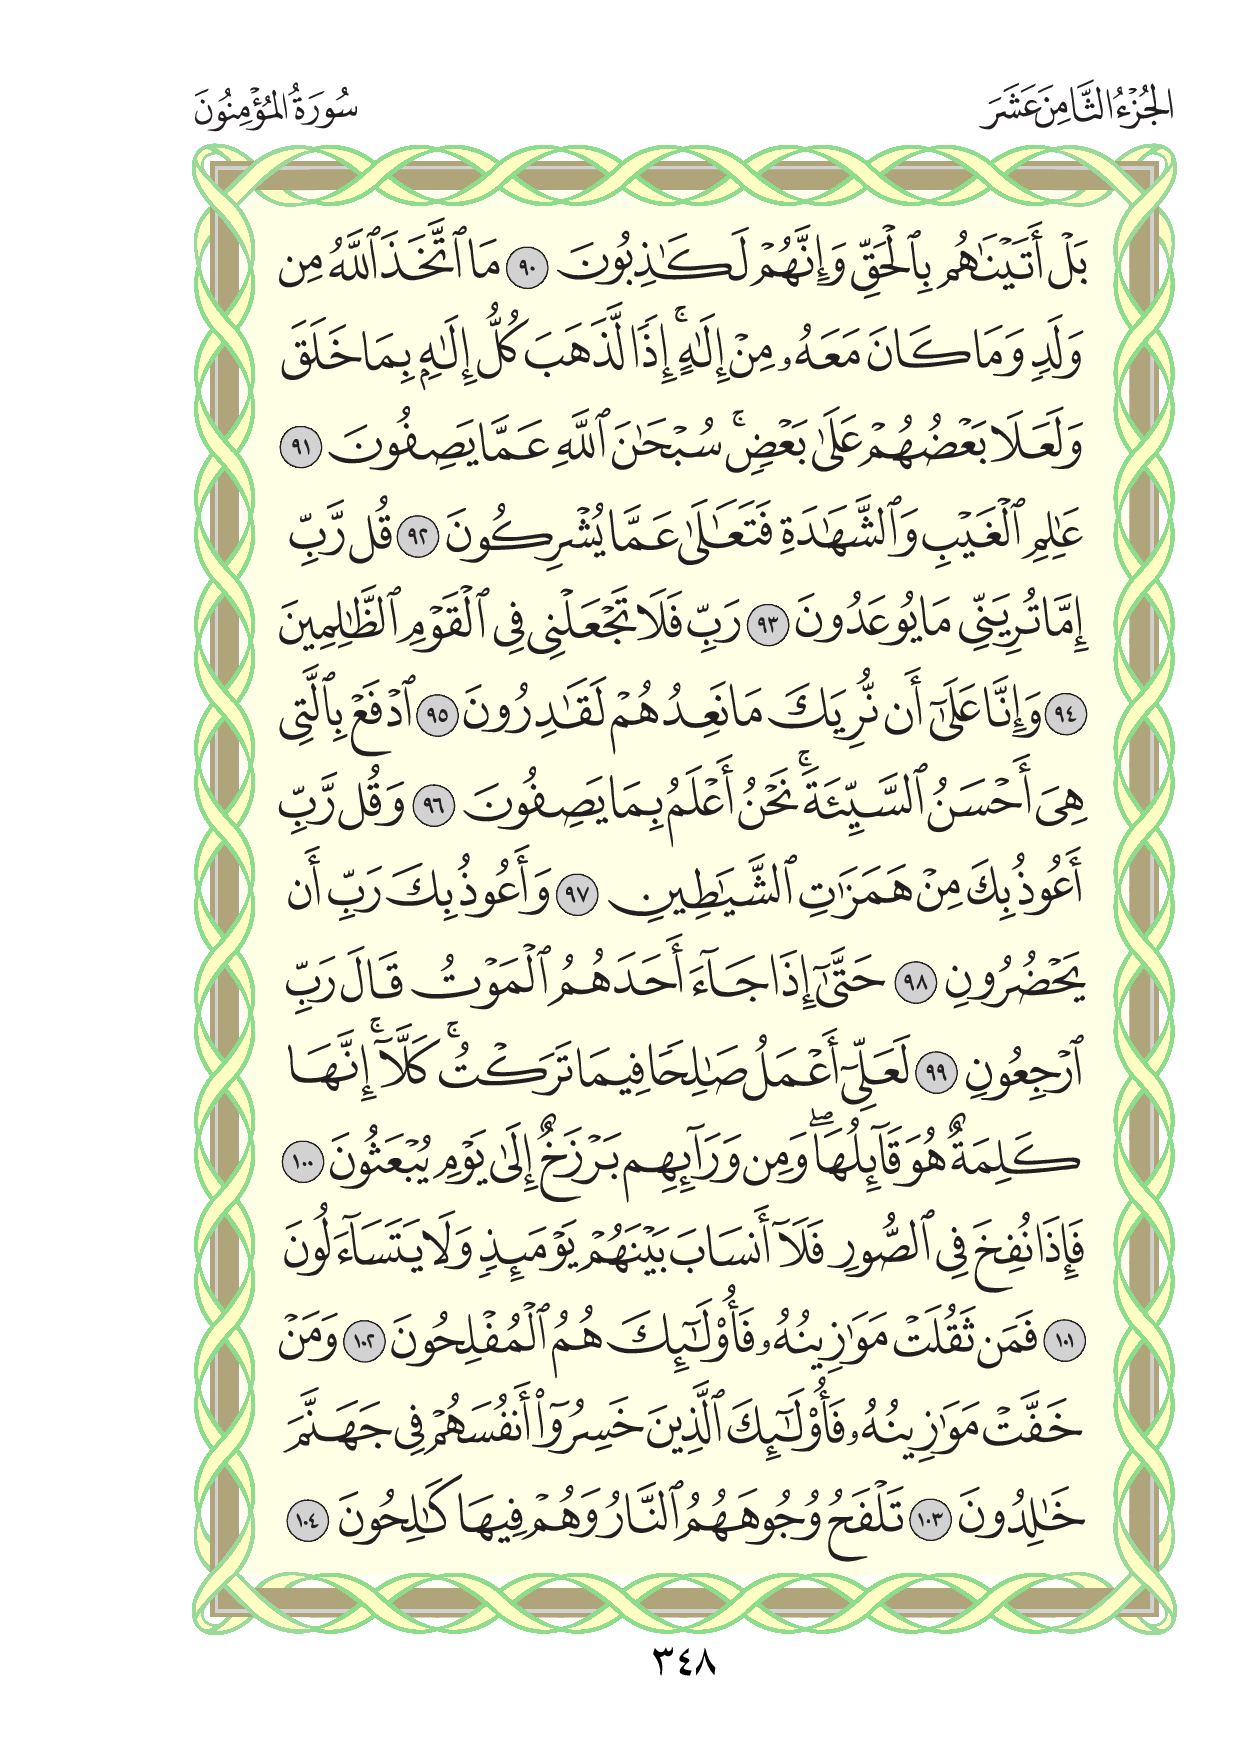 الجُزْءُ الثَّامِنَ عَشَرَ
سُورَةُ المُؤْمِنُونَ
بَلْ أَتَيْنَٰهُم بِٱلْحَقِّ وَإِنَّهُمْ لَكَٰذِبُونَ ٩٠ مَا ٱتَّخَذَ ٱللَّهُ مِن
وَلَدٍ وَمَا كَانَ مَعَهُۥ مِنْ إِلَٰهٍ ۚ إِذًا لَّذَهَبَ كُلُّ إِلَٰهٍۭ بِمَا خَلَقَ
وَلَعَلَا بَعْضُهُمْ عَلَىٰ بَعْضٍ ۚ سُبْحَٰنَ ٱللَّهِ عَمَّا يَصِفُونَ ٩١
عَٰلِمِ ٱلْغَيْبِ وَٱلشَّهَٰدَةِ فَتَعَٰلَىٰ عَمَّا يُشْرِكُونَ ٩٢ قُل رَّبِّ
إِمَّا تُرِيَنِّى مَا يُوعَدُونَ ٩٣ رَبِّ فَلَا تَجْعَلْنِى فِى ٱلْقَوْمِ ٱلظَّٰلِمِينَ
٩٤ وَإِنَّا عَلَىٰٓ أَن نُّرِيَكَ مَا نَعِدُهُمْ لَقَٰدِرُونَ ٩٥ ٱدْفَعْ بِٱلَّتِى
هِىَ أَحْسَنُ ٱلسَّيِّئَةَ ۚ نَحْنُ أَعْلَمُ بِمَا يَصِفُونَ ٩٦ وَقُل رَّبِّ
أَعُوذُ بِكَ مِنْ هَمَزَٰتِ ٱلشَّيَٰطِينِ ٩٧ وَأَعُوذُ بِكَ رَبِّ أَن
يَحْضُرُونِ ٩٨ حَتَّىٰٓ إِذَا جَآءَ أَحَدَهُمُ ٱلْمَوْتُ قَالَ رَبِّ
ٱرْجِعُونِ ٩٩ لَعَلِّىٓ أَعْمَلُ صَٰلِحًا فِيمَا تَرَكْتُ ۚ كَلَّآ ۚ إِنَّهَا
كَلِمَةٌ هُوَ قَآئِلُهَا ۖ وَمِن وَرَآئِهِم بَرْزَخٌ إِلَىٰ يَوْمِ يُبْعَثُونَ ١٠٠
فَإِذَا نُفِخَ فِى ٱلصُّورِ فَلَآ أَنسَابَ بَيْنَهُمْ يَوْمَئِذٍ وَلَا يَتَسَآءَلُونَ
١٠١ فَمَن ثَقُلَتْ مَوَٰزِينُهُۥ فَأُو۟لَٰٓئِكَ هُمُ ٱلْمُفْلِحُونَ ١٠٢ وَمَنْ
خَفَّتْ مَوَٰزِينُهُۥ فَأُو۟لَٰٓئِكَ ٱلَّذِينَ خَسِرُوٓا۟ أَنفُسَهُمْ فِى جَهَنَّمَ
خَٰلِدُونَ ١٠٣ تَلْفَحُ وُجُوهَهُمُ ٱلنَّارُ وَهُمْ فِيهَا كَٰلِحُونَ ١٠٤
٣٤٨